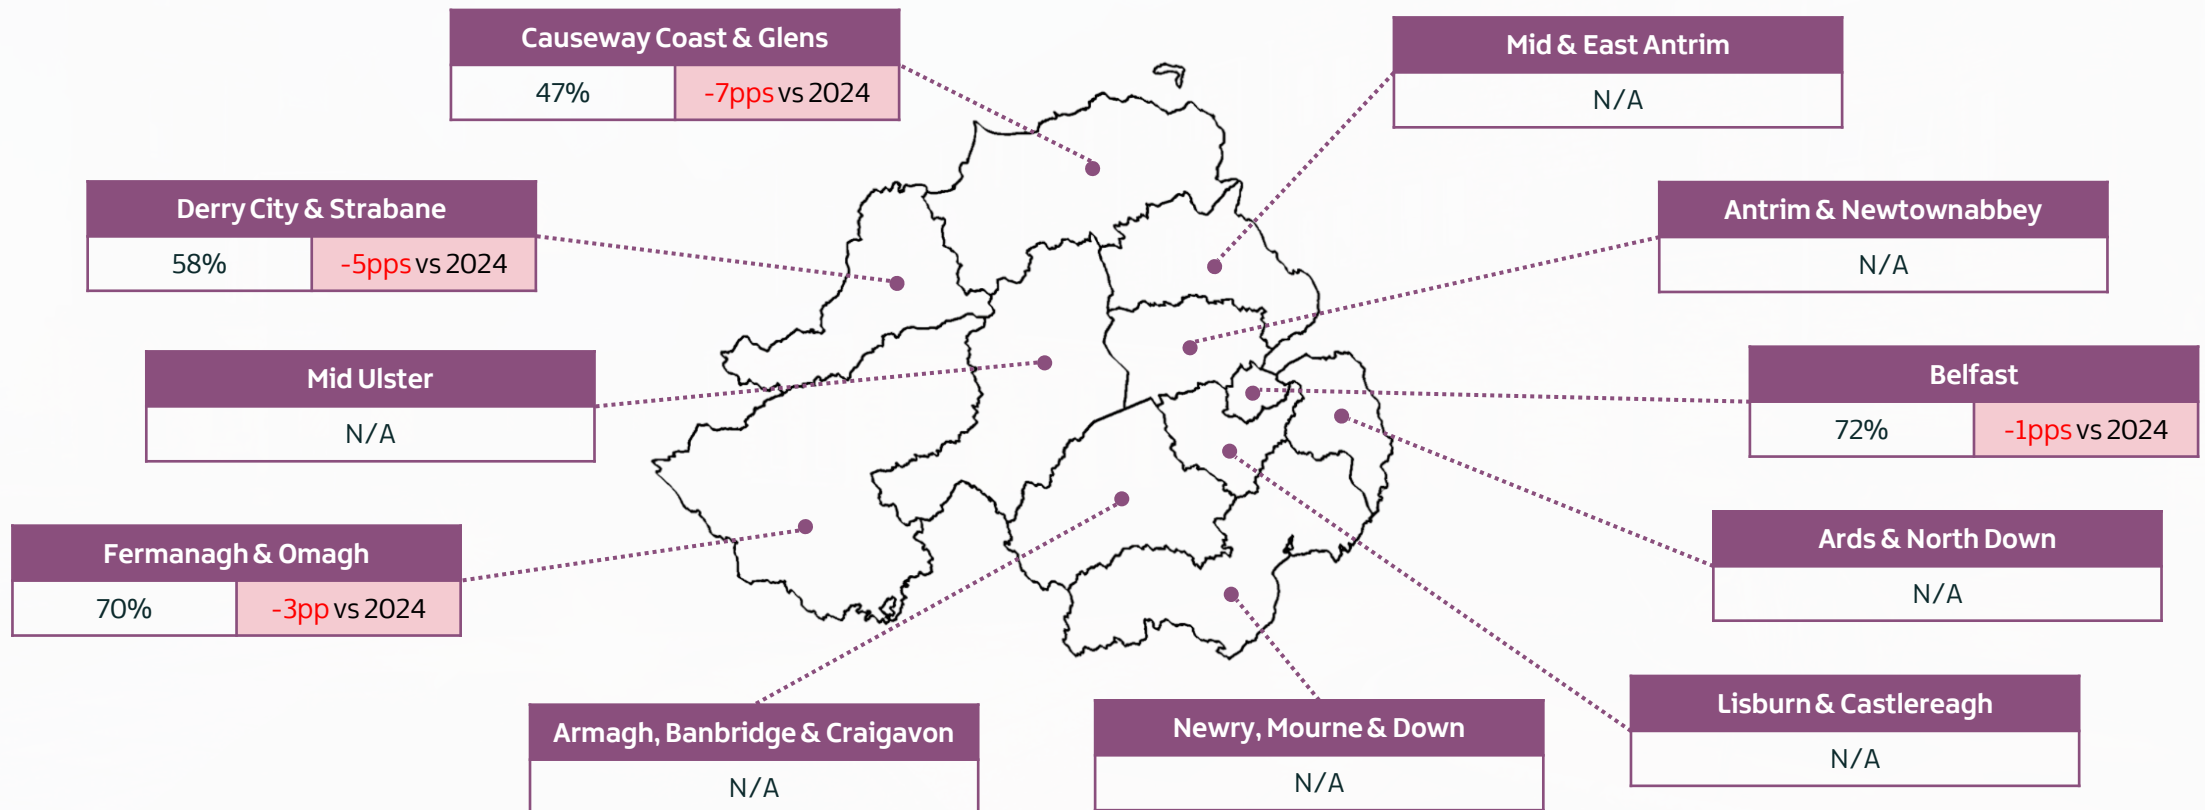 Causeway Coast & Glens
47% -7pps vs 2024
Mid & East Antrim
N/A
Derry City & Strabane
58% -5pps vs 2024
Antrim & Newtownabbey
N/A
Mid Ulster
N/A
Belfast
72% -1pps vs 2024
Fermanagh & Omagh
70% -3pp vs 2024
Ards & North Down
N/A
Armagh, Banbridge & Craigavon
N/A
Newry, Mourne & Down
N/A
Lisburn & Castlereagh
N/A